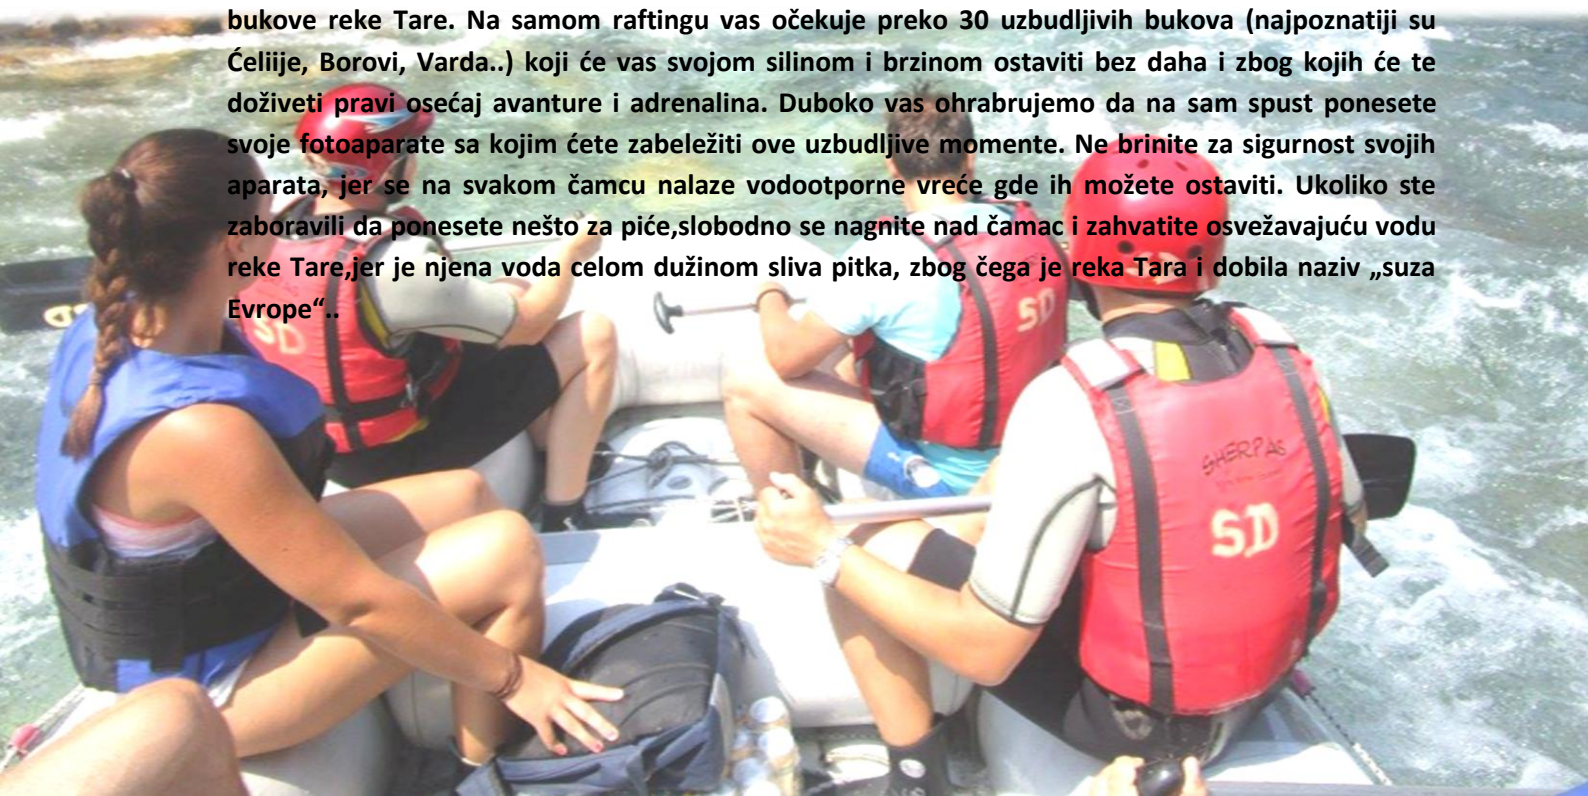 bukove reke Tare. Na samom raftingu vas očekuje preko 30 uzbudljivih bukova (najpoznatiji su
Ćeliije, Borovi, Varda..) koji će vas svojom silinom i brzinom ostaviti bez daha i zbog kojih će te
doživeti pravi osećaj avanture i adrenalina. Duboko vas ohrabrujemo da na sam spust ponesete
svoje fotoaparate sa kojim ćete zabeležiti ove uzbudljive momente. Ne brinite za sigurnost svojih
aparata, jer se na svakom čamcu nalaze vodootporne vreće gde ih možete ostaviti. Ukoliko ste
zaboravili da ponesete nešto za piće,slobodno se nagnite nad čamac i zahvatite osvežavajuću vodu
reke Tare,jer je njena voda celom dužinom sliva pitka, zbog čega je reka Tara i dobila naziv „suza
Evrope“..
SD
SD
SHERPAS
SD